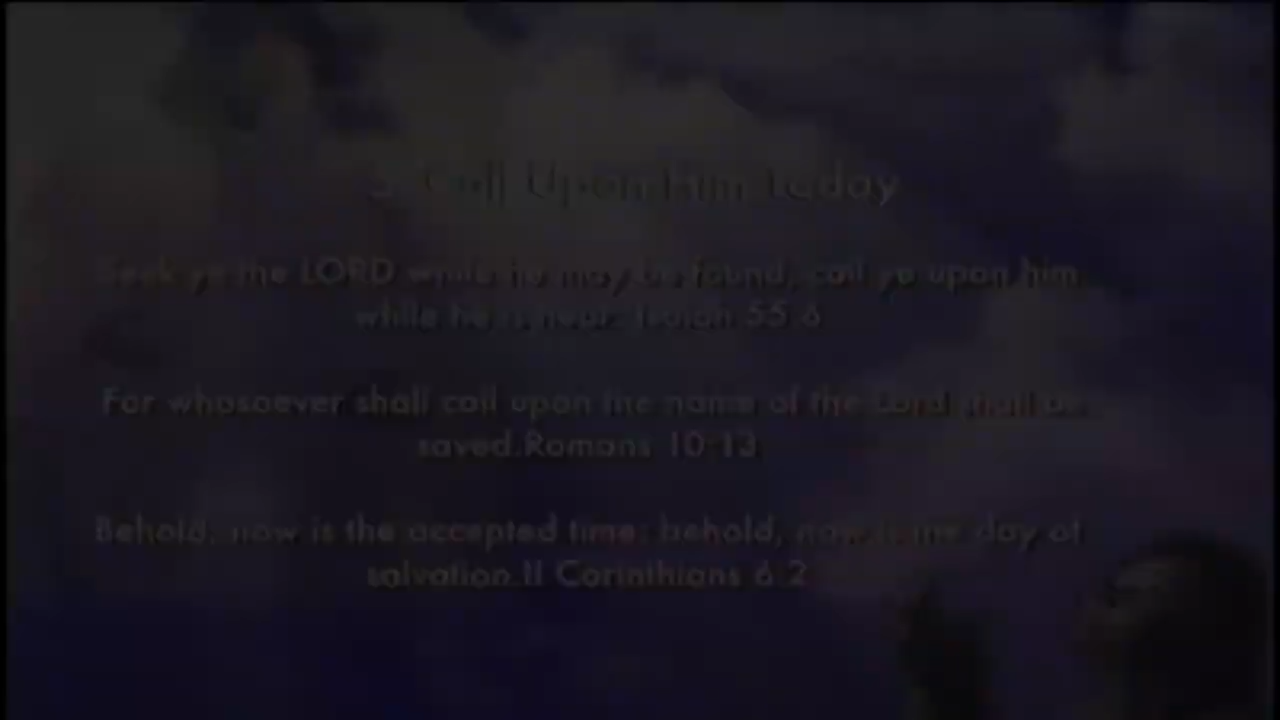 Call Upon Him Today
Seek ye the LORD while he may be found, call ye upon him
while he is near. Isaiah 55:6
For whosoever shall call upon the name of the Lord shall be
saved.Romans 10:13
Behold, now is the accepted time; behold, now is the day of
salvation.II Corinthians 6:2